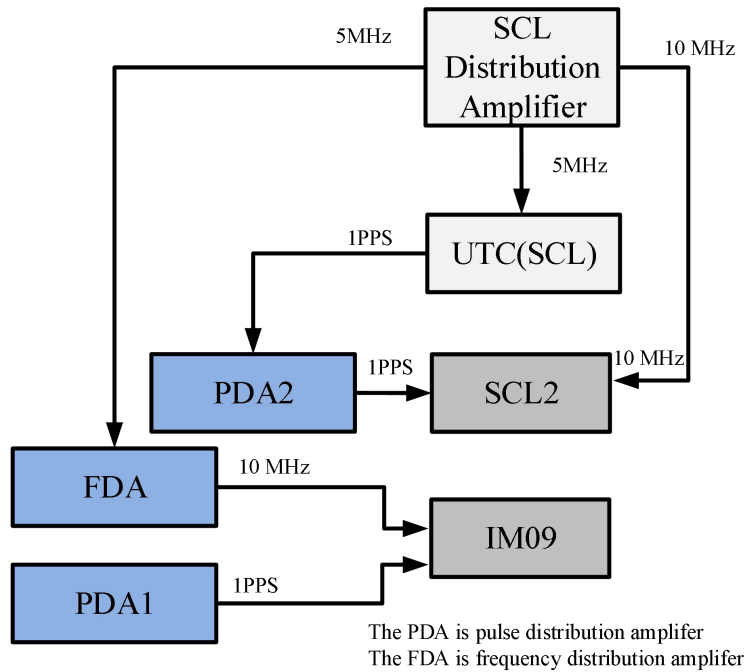 5MHz
SCL
Distribution
Amplifier
10 MHz
5MHz
1PPS
UTC(SCL)
PDA2
1PPS
SCL2
10 MHz
FDA
10 MHz
IM09
PDA1
1PPS
The PDA is pulse distribution amplifer
The FDA is frequency distribution amplifer